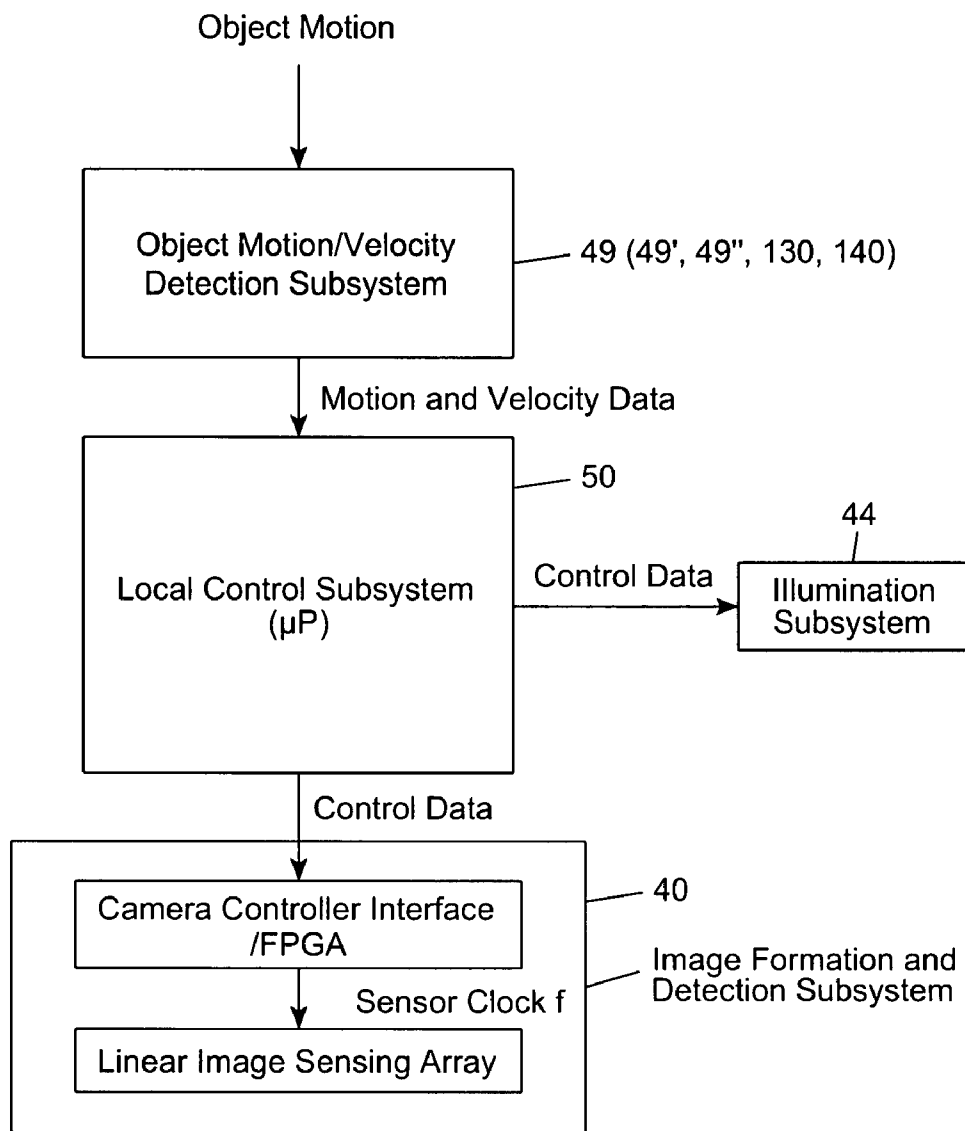 Object Motion
Object Motion/Velocity
Detection Subsystem
49 (49', 49", 130, 140)
Motion and Velocity Data
50
Local Control Subsystem
(µP)
Control Data
44
Illumination
Subsystem
Control Data
40
Camera Controller Interface
/FPGA
Image Formation and
Detection Subsystem
Sensor Clock f
Linear Image Sensing Array